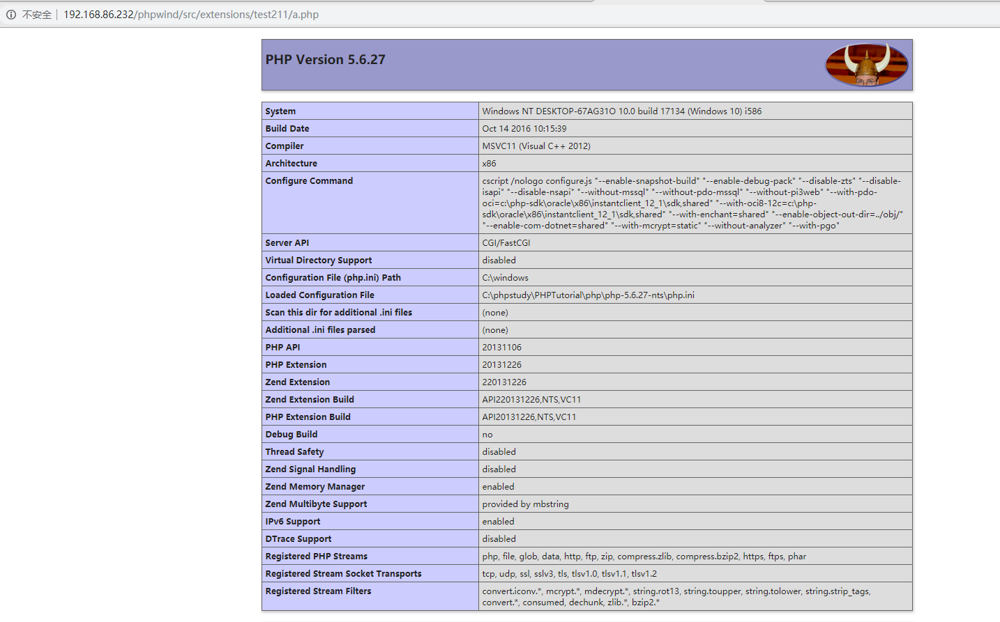 不安全 192.168.86.232/phpwind/src/extensions/test211/a.php
PHP Version 5.6.27
System Windows NT DESKTOP-67AG31O 10.0 build 17134 (Windows 10) i586
Build Date Oct 14 2016 10:15:39
Compiler MSVC11 (Visual C++ 2012)
Architecture x86
Configure Command cscript /nologo configure.js "--enable-snapshot-build" "--enable-debug-pack" "--disable-zts" "--disable-
isapi" "--disable-nsapi" "--without-mssql" "--without-pdo-mssql" "--without-pi3web" "--with-pdo-
oci=c:\php-sdk\oracle\x86\instantclient_12_1\sdk,shared" "--with-oci8-12c=c:\php-
sdk\oracle\x86\instantclient_12_1\sdk,shared" "--with-enchant=shared" "--enable-object-out-dir=../obj/"
"--enable-com-dotnet=shared" "--with-mcrypt=static" "--without-analyzer" "--with-pgo"
Server API CGI/FastCGI
Virtual Directory Support disabled
Configuration File (php.ini) Path C:\windows
Loaded Configuration File C:\phpstudy\PHPTutorial\php\php-5.6.27-nts\php.ini
Scan this dir for additional .ini files (none)
Additional .ini files parsed (none)
PHP API 20131106
PHP Extension 20131226
Zend Extension 220131226
Zend Extension Build API220131226,NTS,VC11
PHP Extension Build API20131226,NTS,VC11
Debug Build no
Thread Safety disabled
Zend Signal Handling disabled
Zend Memory Manager enabled
Zend Multibyte Support provided by mbstring
IPv6 Support enabled
DTrace Support disabled
Registered PHP Streams php, file, glob, data, http, ftp, zip, compress.zlib, compress.bzip2, https, ftps, phar
Registered Stream Socket Transports tcp, udp, ssl, sslv3, tls, tlsv1.0, tlsv1.1, tlsv1.2
Registered Stream Filters convert.iconv.*, mcrypt.*, mdecrypt.*, string.rot13, string.toupper, string.tolower, string.strip_tags,
convert.*, consumed, dechunk, zlib.*, bzip2.*